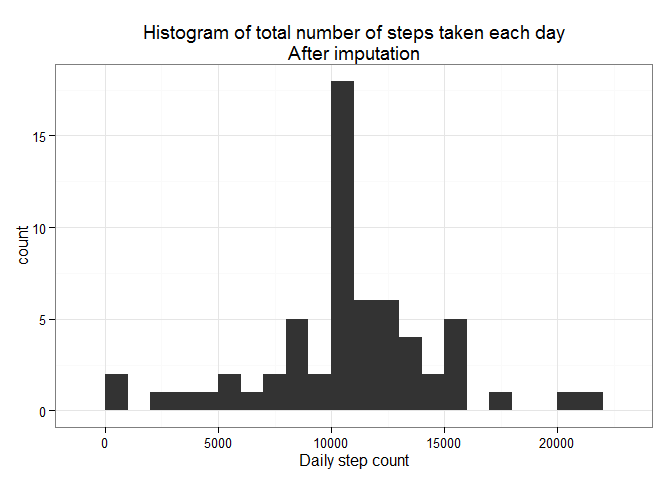 Histogram of total number of steps taken each day
After imputation
15
10
5
0
count
0 5000 10000 15000 20000
Daily step count